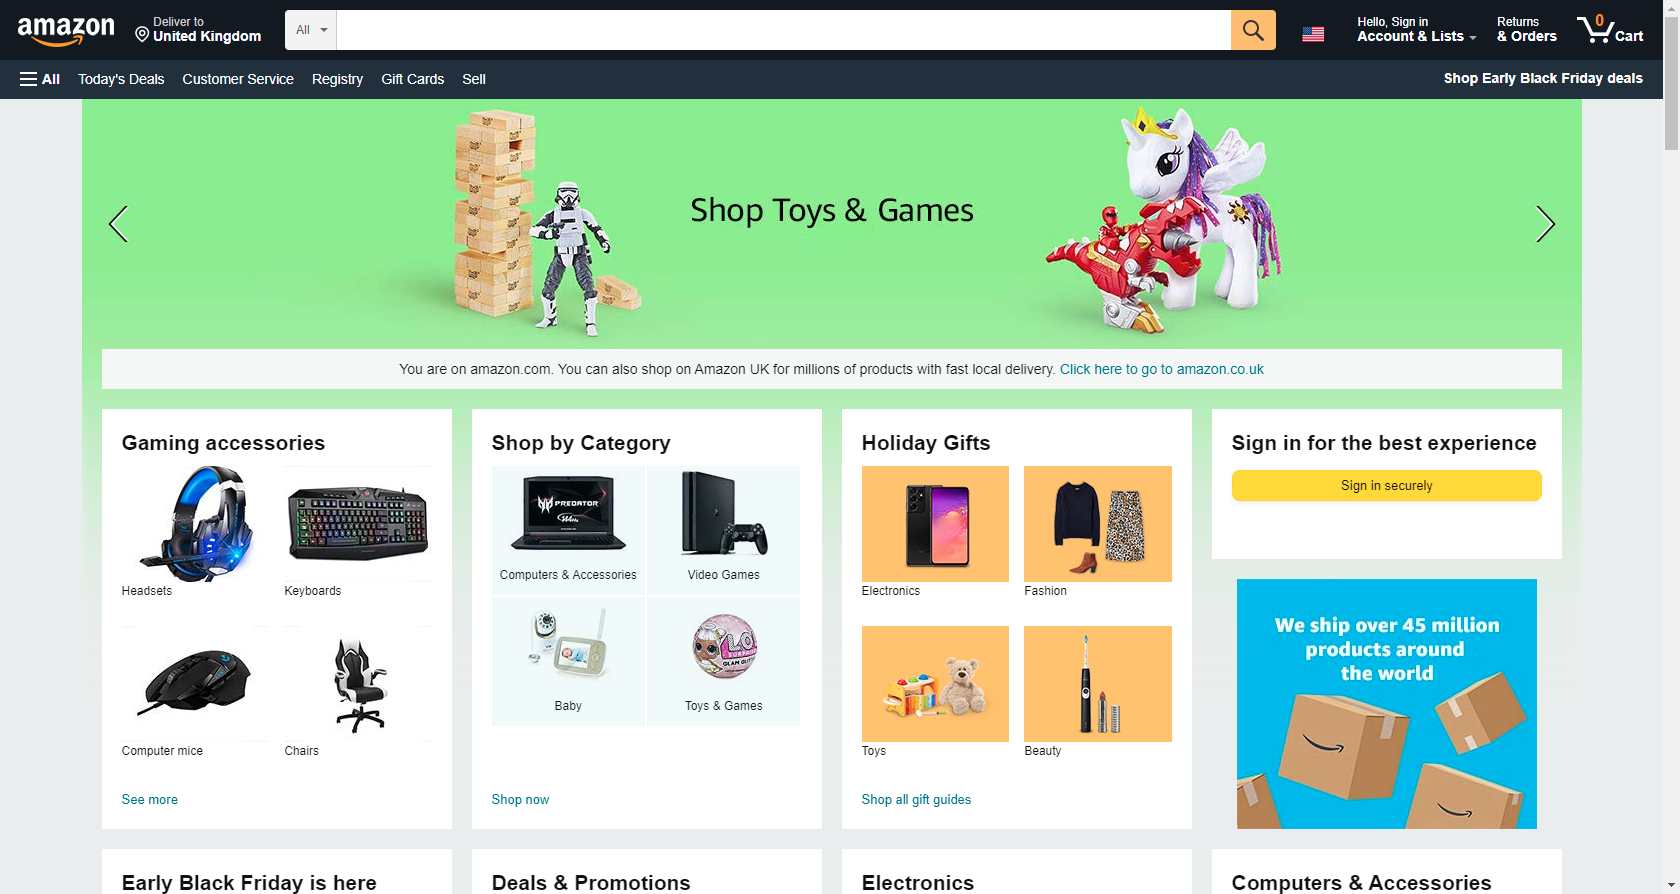 amazon
Deliver to
United Kingdom
All
Hello, Sign in
Account & Lists
Returns
& Orders
0
Cart
All
Today's Deals
Customer Service
Registry
Gift Cards
Sell
Shop Early Black Friday deals
Shop Toys & Games
You are on amazon.com. You can also shop on Amazon UK for millions of products with fast local delivery. Click here to go to amazon.co.uk
Gaming accessories
Headsets
Keyboards
Computer mice
Chairs
See more
Shop by Category
PREDATOR
Computers & Accessories
Video Games
L.O.L.
SURPRISE!
GLAM GLITTER
Baby
Toys & Games
Shop now
Holiday Gifts
Electronics
Fashion
Toys
Beauty
Shop all gift guides
Sign in for the best experience
Sign in securely
We ship over 45 million
products around
the world
Early Black Friday is here
Deals & Promotions
Electronics
Computers & Accessories